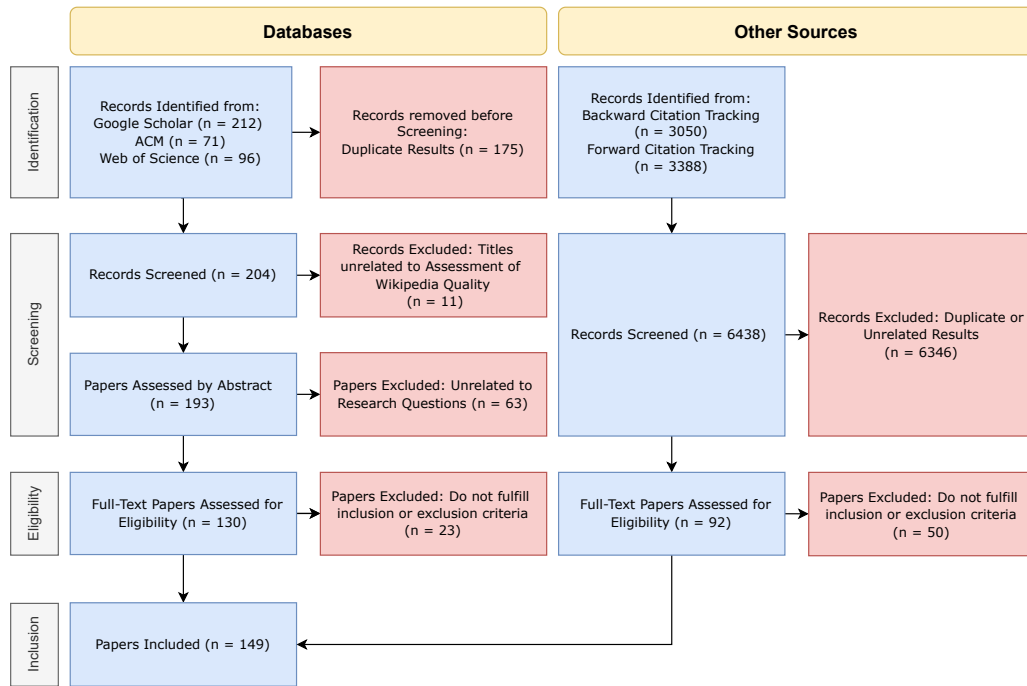 Databases
Other Sources
Identification
Records Identified from:
Google Scholar (n = 212)
ACM (n = 71)
Web of Science (n = 96)
Records removed before
Screening:
Duplicate Results (n = 175)
Records Identified from:
Backward Citation Tracking
(n = 3050)
Forward Citation Tracking
(n = 3388)
Screening
Records Screened (n = 204)
Records Excluded: Titles
unrelated to Assessment of
Wikipedia Quality
(n = 11)
Records Screened (n = 6438)
Records Excluded: Duplicate or
Unrelated Results
(n = 6346)
Papers Assessed by Abstract
(n = 193)
Papers Excluded: Unrelated to
Research Questions (n = 63)
Eligibility
Full-Text Papers Assessed for
Eligibility (n = 130)
Papers Excluded: Do not fulfill
inclusion or exclusion criteria
(n = 23)
Full-Text Papers Assessed for
Eligibility (n = 92)
Papers Excluded: Do not fulfill
inclusion or exclusion criteria
(n = 50)
Inclusion
Papers Included (n = 149)